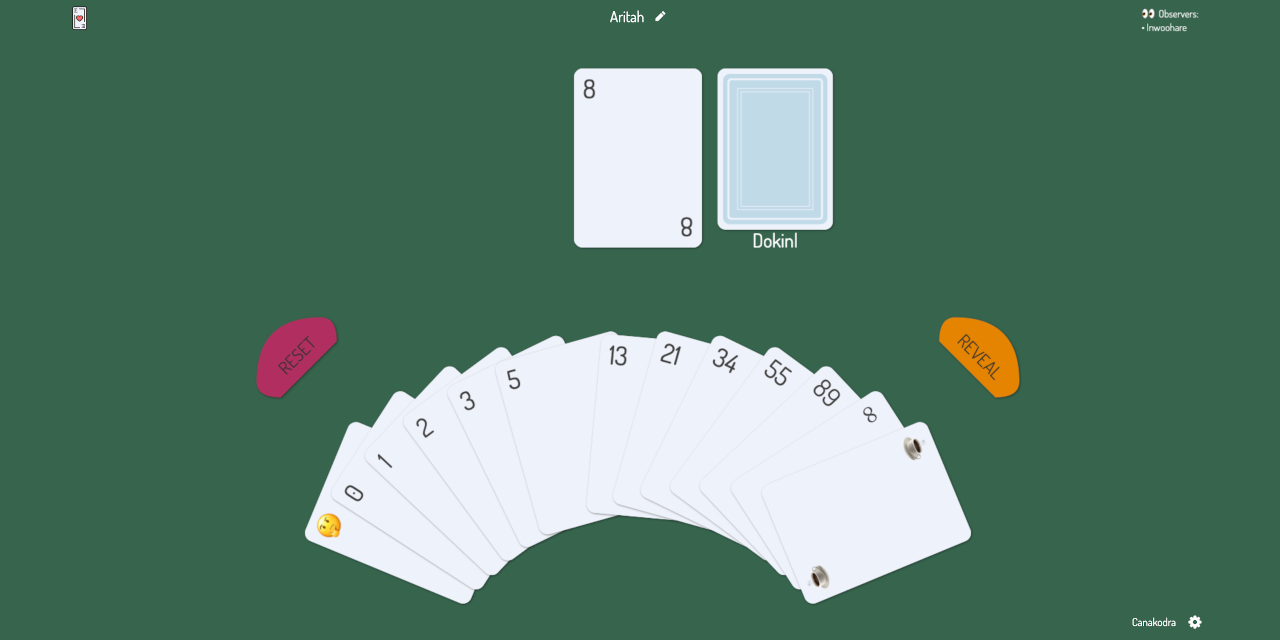 Aritah
Observers:
• Inwoohare
8
8
Dokinl
RESET
REVEAL
0
1
2
3
5
13
21
34
55
89
∞
Canakodra